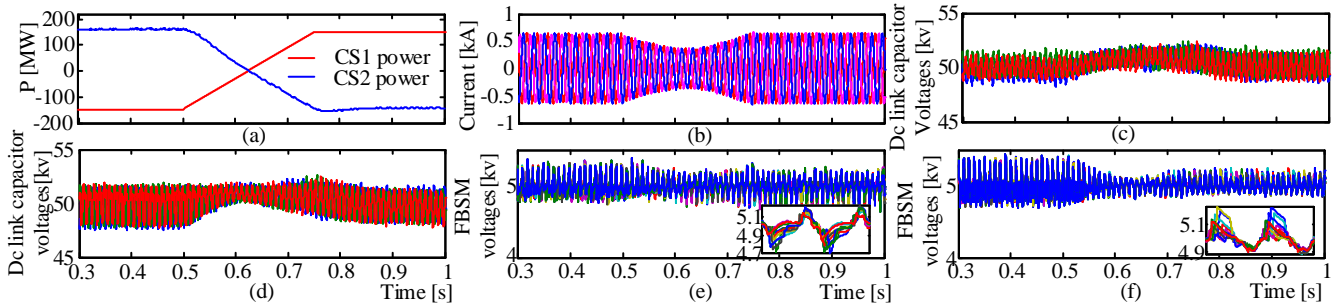 P [MW]
200
100
0
-100
-200
CS1 power
CS2 power
(a)
Current [kA]
1
0.5
0
-0.5
-1
(b)
Dc link capacitor
Voltages [kv]
55
50
45
(c)
Dc link capacitor
voltages [kv]
55
50
45
0.3 0.4 0.5 0.6 0.7 0.8 0.9 1
(d)
Time [s]
FBSM
voltages [kv]
5
4
5.1
4.9
4.7
0.3 0.4 0.5 0.6 0.7 0.8 0.9 1
(e)
Time [s]
FBSM
voltages [kv]
5
4
5.1
4.9
0.3 0.4 0.5 0.6 0.7 0.8 0.9 1
(f)
Time [s]